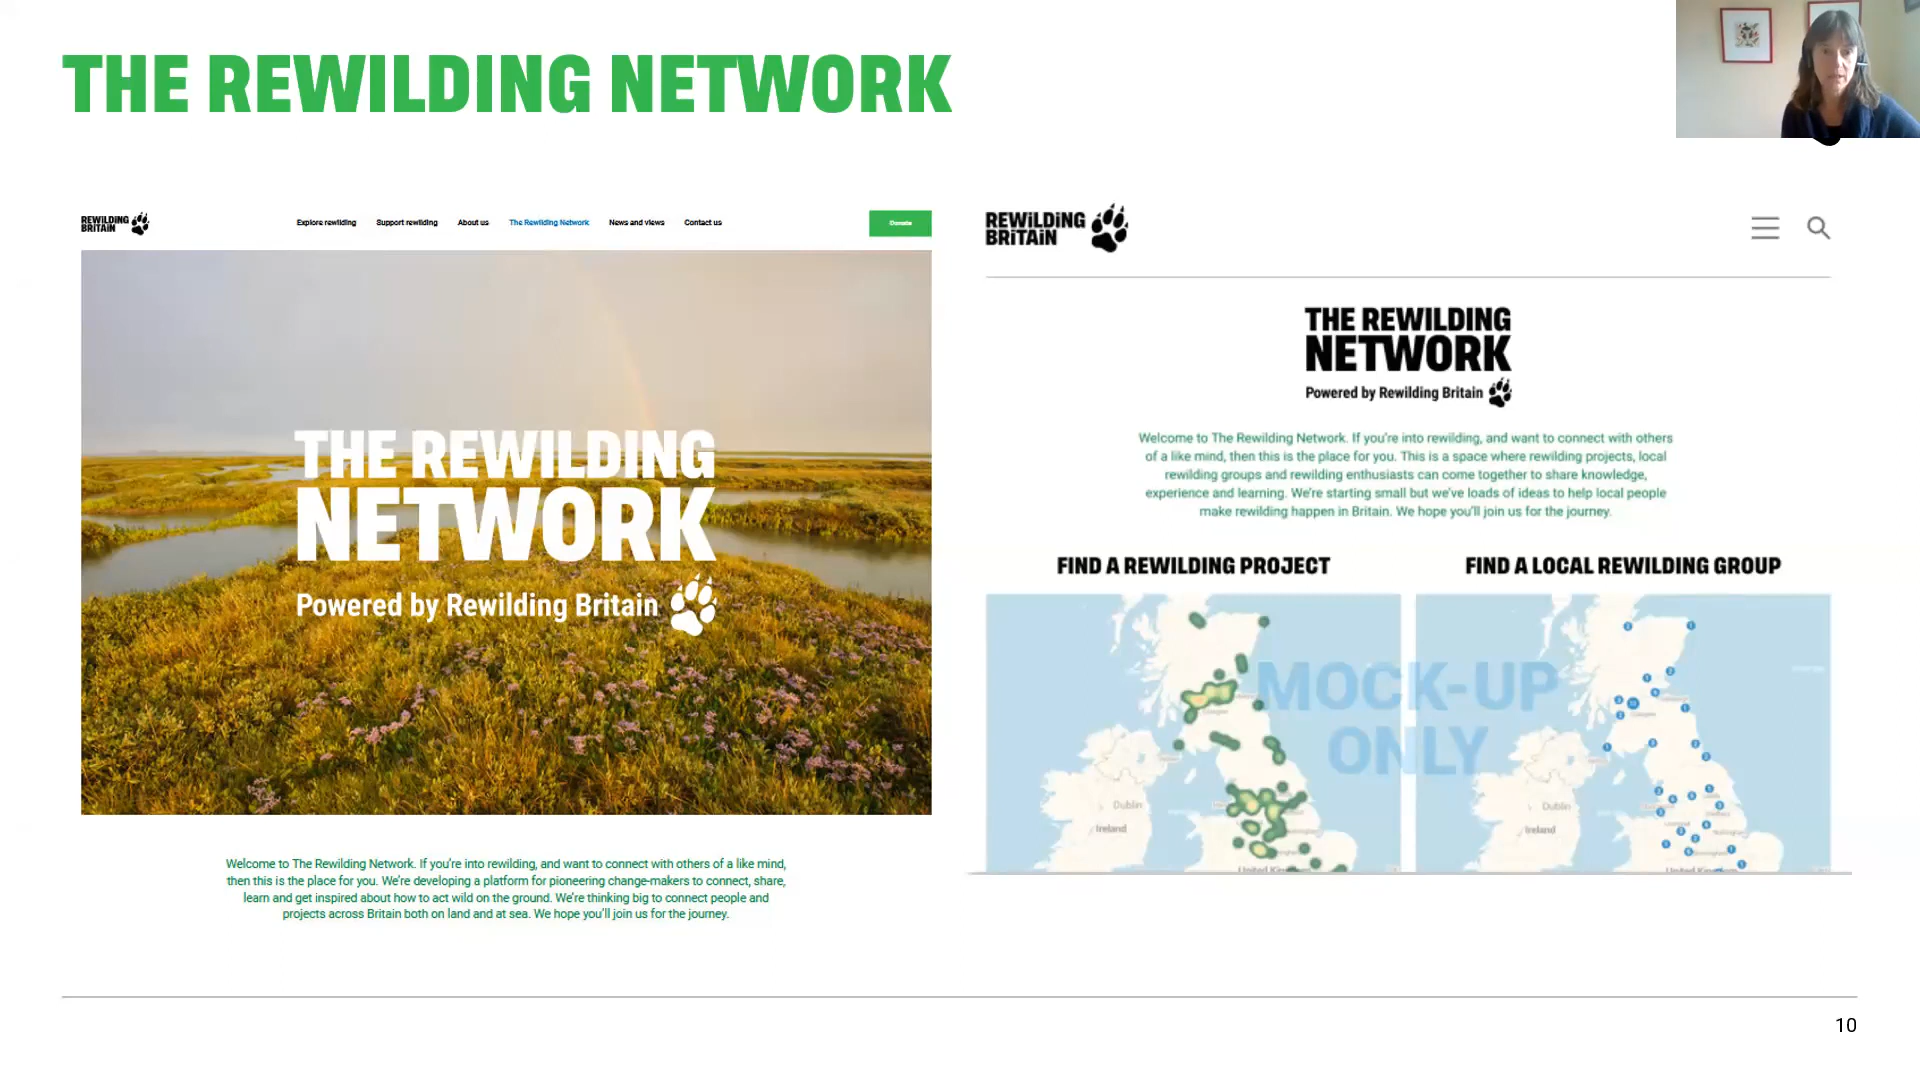 THE REWILDING NETWORK
REWILDING
BRITAIN
Explore rewilding Support rewilding About us The Rewilding Network News and views Contact us
Donate
THE REWILDING
NETWORK
Powered by Rewilding Britain
Welcome to The Rewilding Network. If you're into rewilding, and want to connect with others of a like mind,
then this is the place for you. We're developing a platform for pioneering change-makers to connect, share,
learn and get inspired about how to act wild on the ground. We're thinking big to connect people and
projects across Britain both on land and at sea. We hope you'll join us for the journey.
REWILDING
BRITAIN
THE REWILDING
NETWORK
Powered by Rewilding Britain
Welcome to The Rewilding Network. If you're into rewilding, and want to connect with others
of a like mind, then this is the place for you. This is a space where rewilding projects, local
rewilding groups and rewilding enthusiasts can come together to share knowledge,
experience and learning. We're starting small but we've loads of ideas to help local people
make rewilding happen in Britain. We hope you'll join us for the journey.
FIND A REWILDING PROJECT
FIND A LOCAL REWILDING GROUP
MOCK-UP
ONLY
Dublin
Ireland
Dublin
Ireland
10